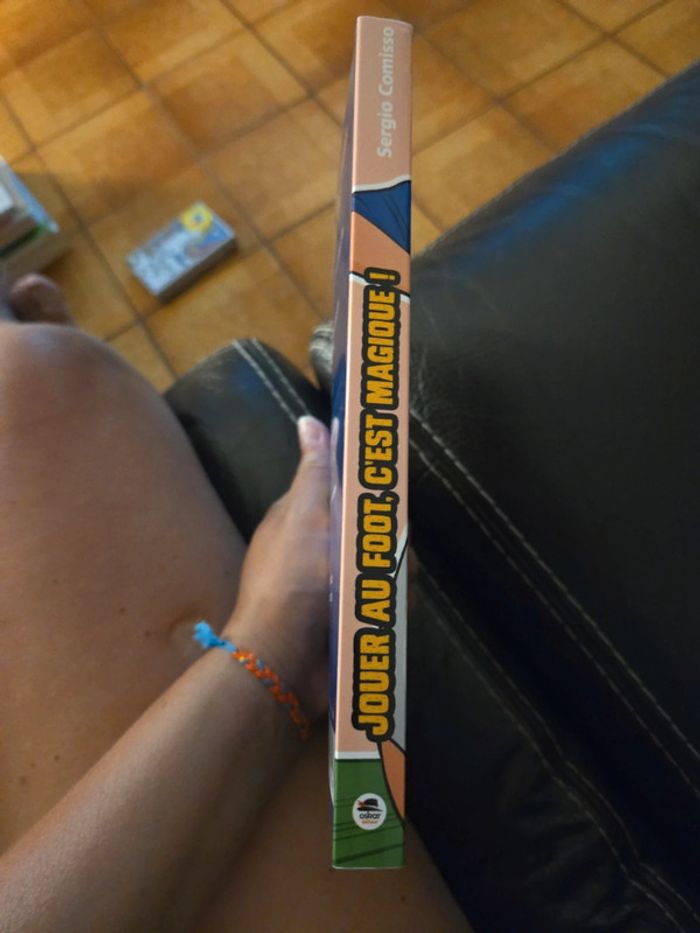 Sergio Comisso
JOUER AU FOOT, C'EST MAGIQUE !
oskar